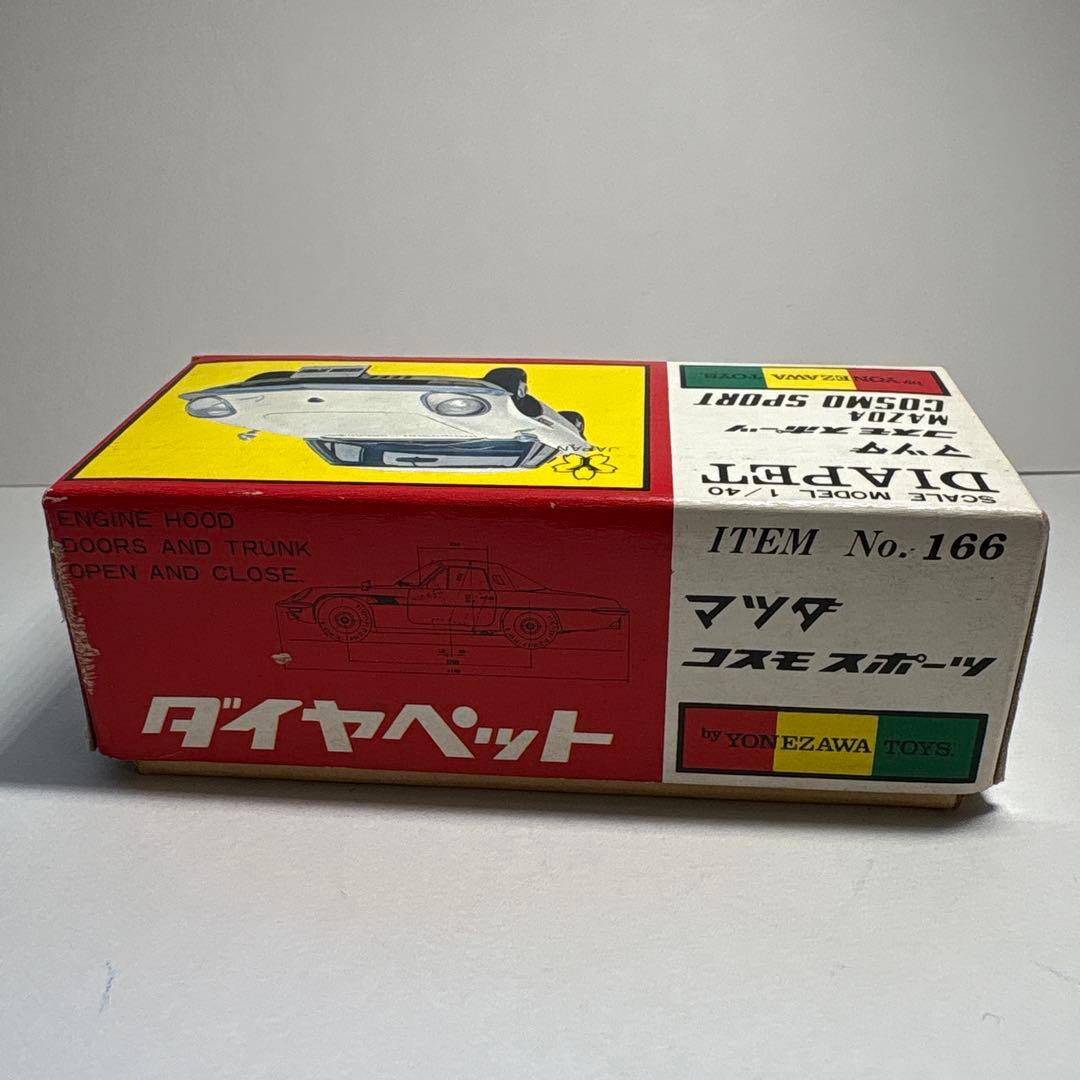 JAPAN
SCALE MODEL 1/40
DIAPET
マツダ
コスモスポーツ
MAZDA
COSMO SPORT
by YONEZAWA TOYS.
ENGINE HOOD
DOORS AND TRUNK
OPEN AND CLOSE.
ダイヤペット
ITEM No. 166
マツダ
コスモスポーツ
by YONEZAWA TOYS.